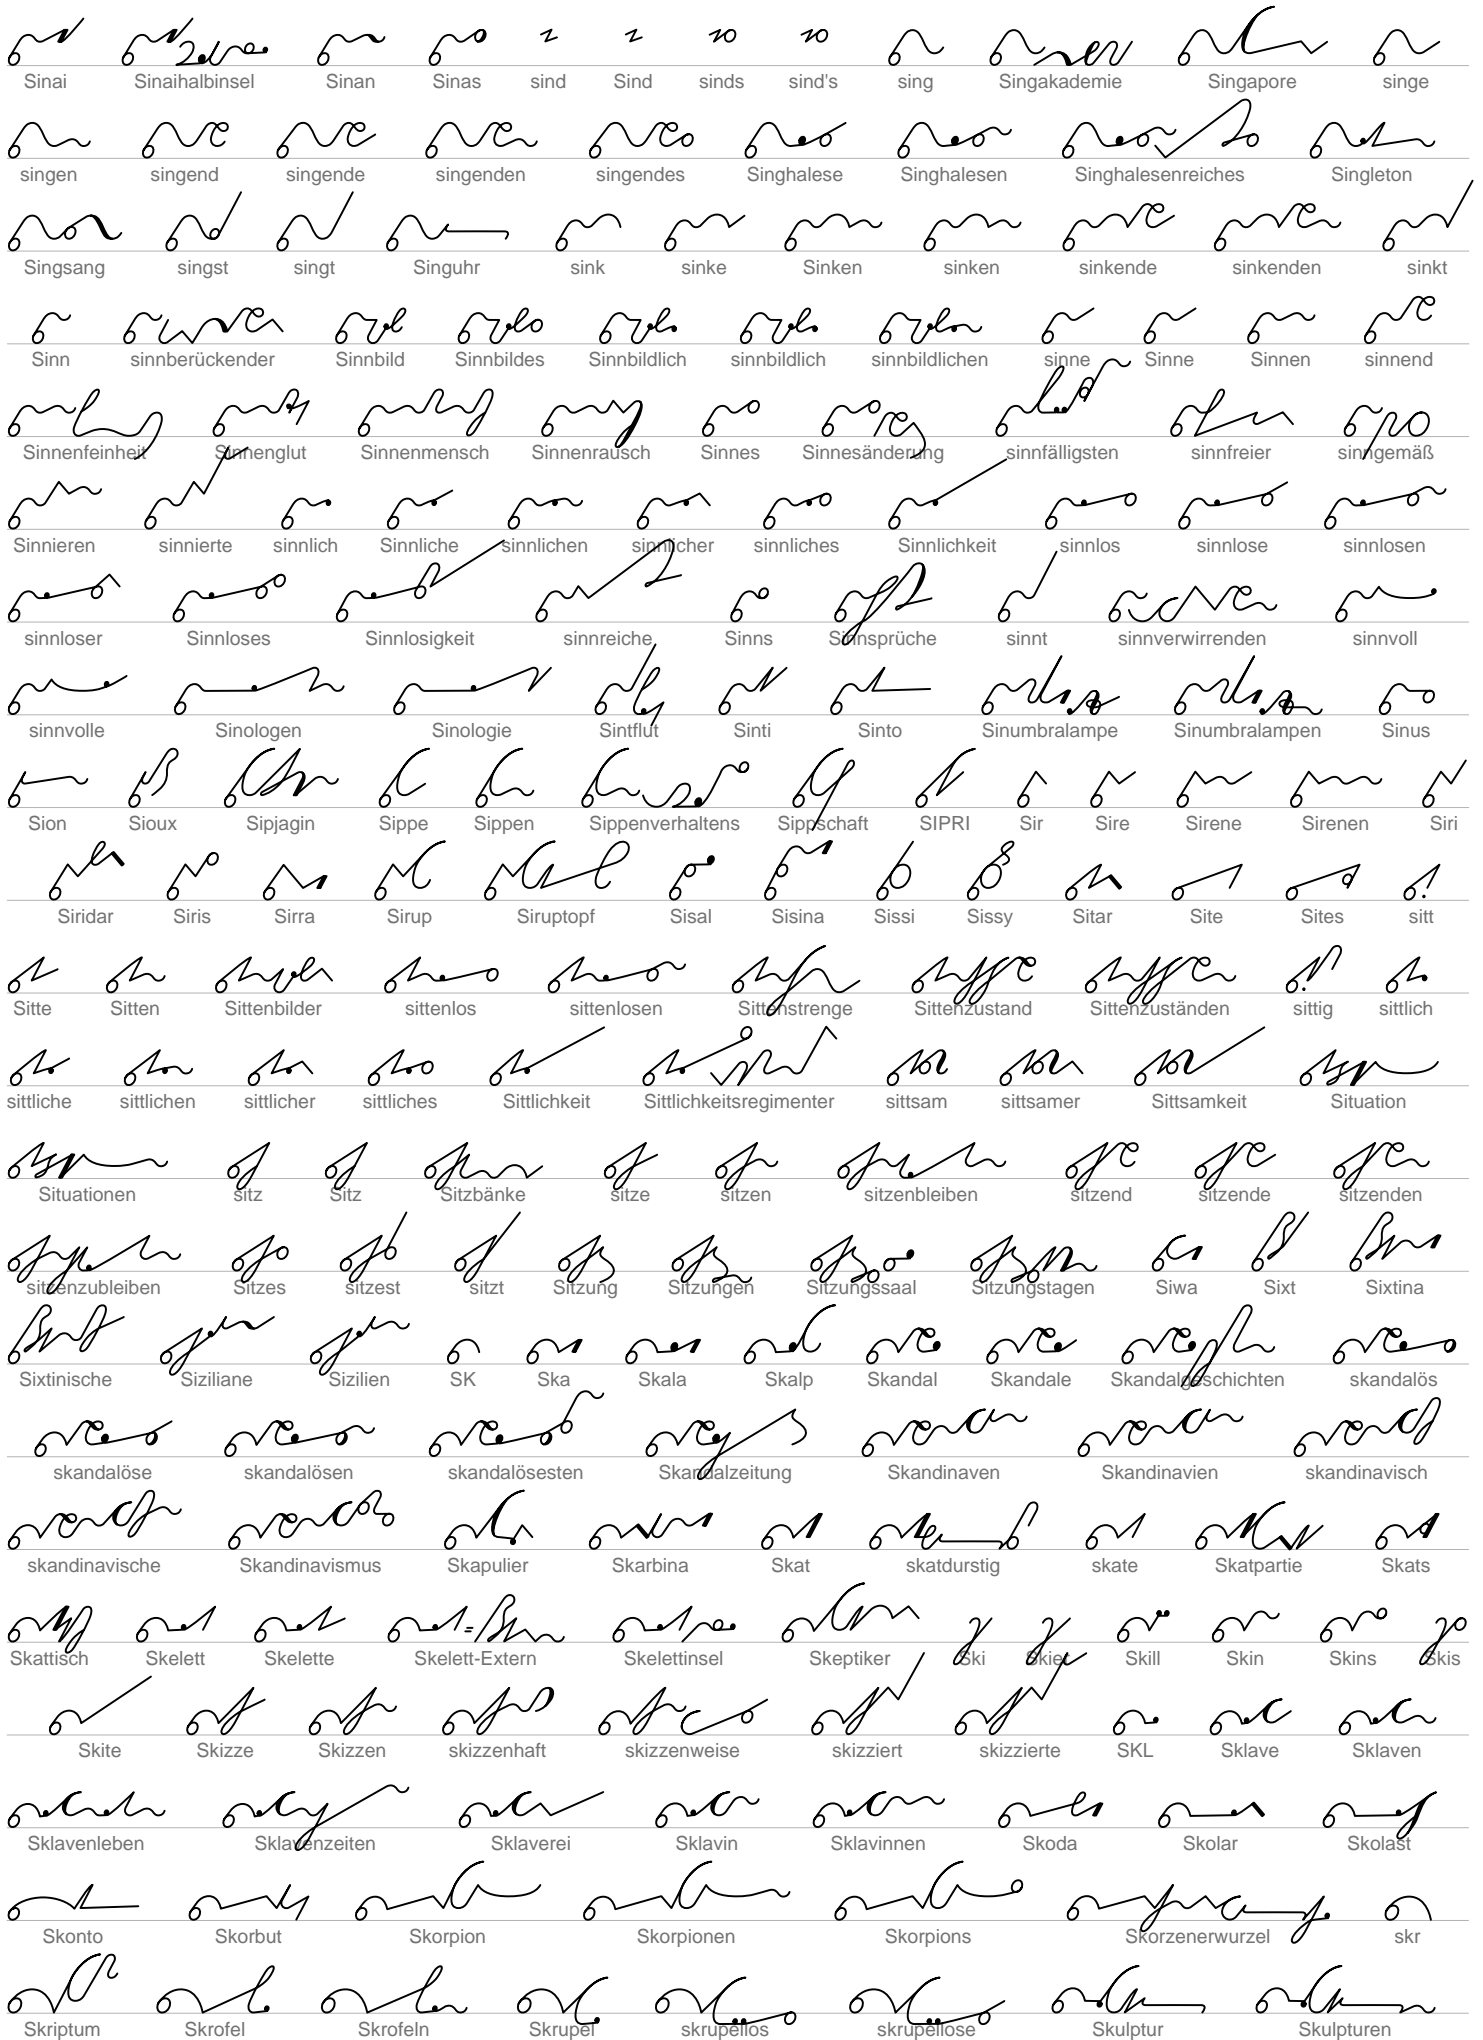 Sinai Sinaihalbinsel Sinan Sinas sind Sind sinds sind's sing Singakademie Singapore singe
singen singend singende singenden singendes Singhalese Singhalesen Singhalesenreiches Singleton
Singsang singst singt Singuhr sink sinke Sinken sinken sinkende sinkenden sinkt
Sinn sinnberückender Sinnbild Sinnbildes Sinnbildlich sinnbildlich sinnbildlichen sinne Sinne Sinnen sinnend
Sinnenfeinheit Sinnenglut Sinnenmensch Sinnenrausch Sinnes Sinnesänderung sinnfälligsten sinnfreier sinngemäß
Sinnieren sinnierte sinnlich Sinnliche sinnlichen sinnlicher sinnliches Sinnlichkeit sinnlos sinnlose sinnlosen
sinnloser Sinnloses Sinnlosigkeit sinnreiche Sinns Sinnsprüche sinnt sinnverwirrenden sinnvoll
sinnvolle Sinologen Sinologie Sintflut Sinti Sinto Sinumbralampe Sinumbralampen Sinus
Sion Sioux Sipjagin Sippe Sippen Sippenverhaltens Sippschaft SIPRI Sir Sire Sirene Sirenen Siri
Siridar Siris Sirra Sirup Siruptopf Sisal Sisina Sissi Sissy Sitar Site Sites sitt
Sitte Sitten Sittenbilder sittenlos sittenlosen Sittenstrenge Sittenzustand Sittenzuständen sittig sittlich
sittliche sittlichen sittlicher sittliches Sittlichkeit Sittlichkeitsregimenter sittsam sittsamer Sittsamkeit Situation
Situationen sitz Sitz Sitzbänke sitze sitzen sitzenbleiben sitzend sitzende sitzenden
sitzenzubleiben Sitzes sitzest sitzt Sitzung Sitzungen Sitzungssaal Sitzungstagen Siwa Sixt Sixtina
Sixtinische Siziliane Sizilien SK Ska Skala Skalp Skandal Skandale Skandalgeschichten skandalös
skandalöse skandalösen skandalösesten Skandalzeitung Skandinaven Skandinavien skandinavisch
skandinavische Skandinavismus Skapulier Skarbina Skat skatdurstig skate Skatpartie Skats
Skattisch Skelett Skelette Skelett-Extern Skelettinsel Skeptiker Ski Skier Skill Skin Skins Skis
Skite Skizze Skizzen skizzenhaft skizzenweise skizziert skizzierte SKL Sklave Sklaven
Sklavenleben Sklavenzeiten Sklaverei Sklavin Sklavinnen Skoda Skolar Skolast
Skonto Skorbut Skorpion Skorpionen Skorpions Skorzenerwurzel skr
Skriptum Skrofel Skrofeln Skrupel skrupellos skrupellose Skulptur Skulpturen